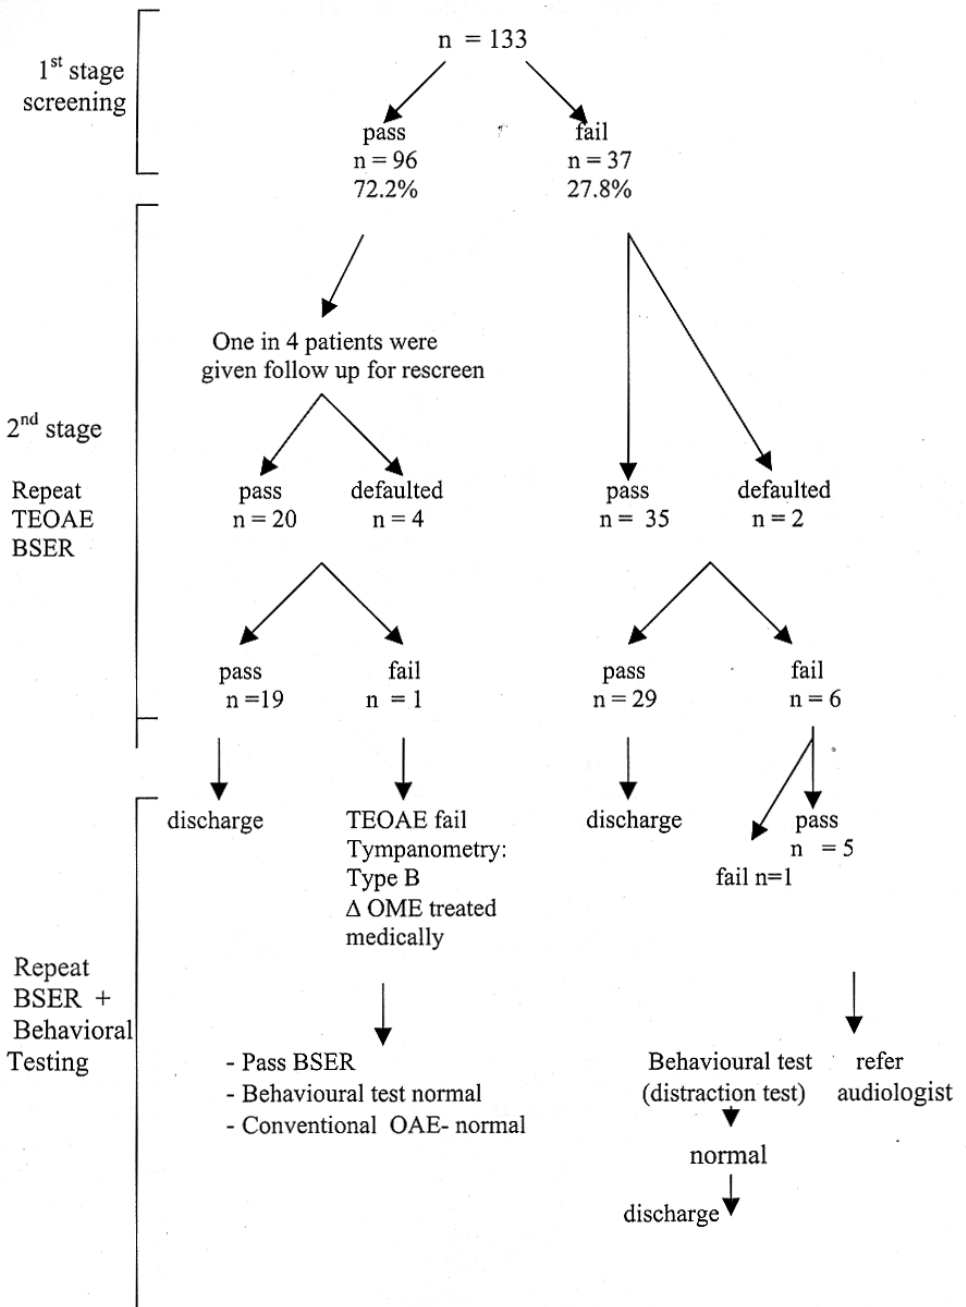 n = 133
1st stage
screening
pass
n = 96
72.2%
fail
n = 37
27.8%
One in 4 patients were
given follow up for rescreen
2nd stage
Repeat
TEOAE
BSER
pass
n = 20
defaulted
n = 4
pass
n = 35
defaulted
n = 2
pass
n =19
fail
n = 1
pass
n = 29
fail
n = 6
discharge
TEOAE fail
Tympanometry:
Type B
Δ OME treated
medically
discharge
pass
n = 5
fail n=1
Repeat
BSER +
Behavioral
Testing
- Pass BSER
- Behavioural test normal
- Conventional OAE- normal
Behavioural test
(distraction test)
refer
audiologist
normal
discharge